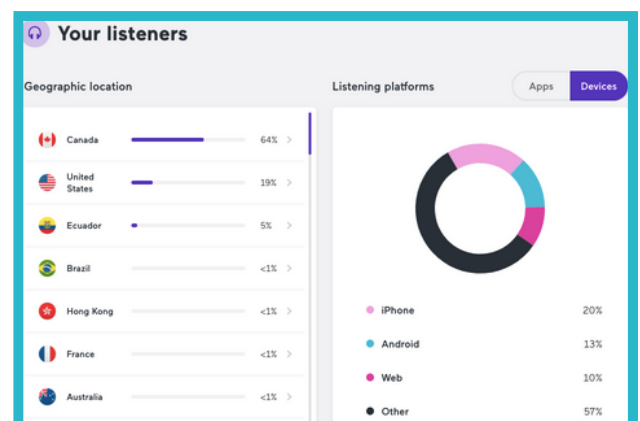 Your listeners
Geographic location
Listening platforms
Apps
Devices
Canada
64%
United
States
19%
Ecuador
5%
Brazil
<1%
Hong Kong
<1%
France
<1%
Australia
<1%
iPhone
20%
Android
13%
Web
10%
Other
57%